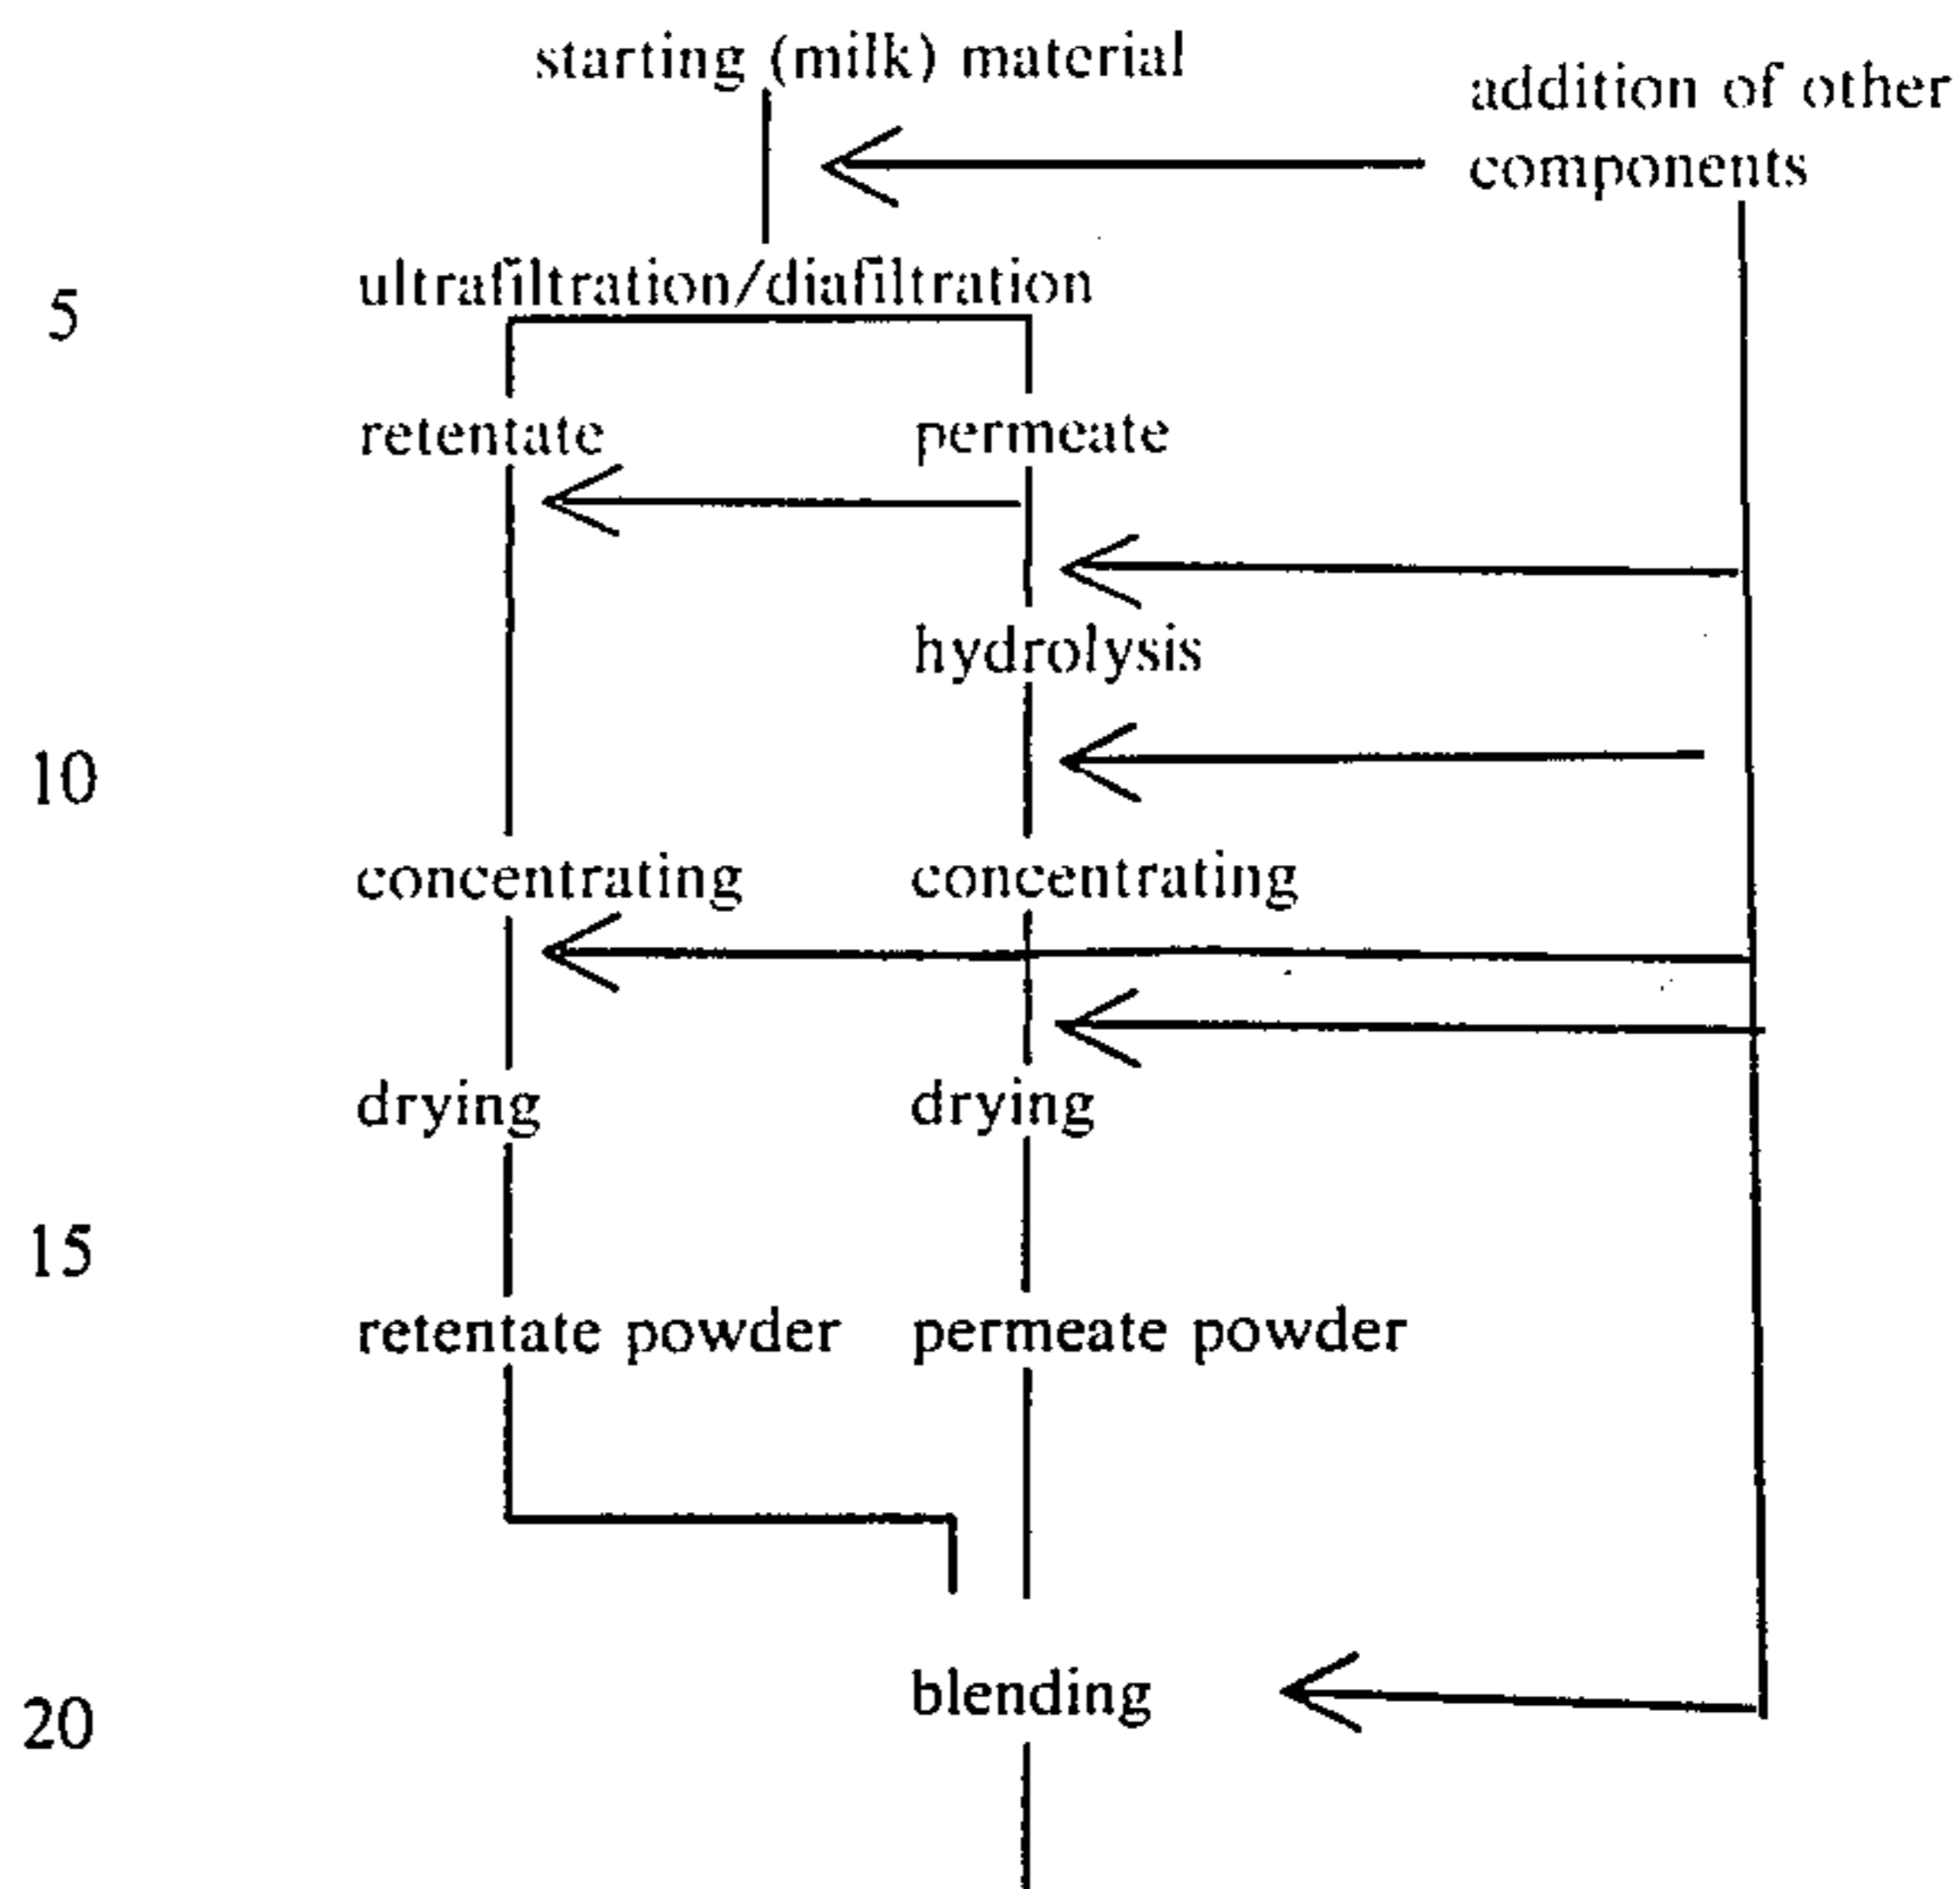 starting (milk) material
addition of other
components
ultrafiltration/diafiltration
5
retentate permeate
hydrolysis
10
concentrating concentrating
drying drying
15
retentate powder permeate powder
blending
20